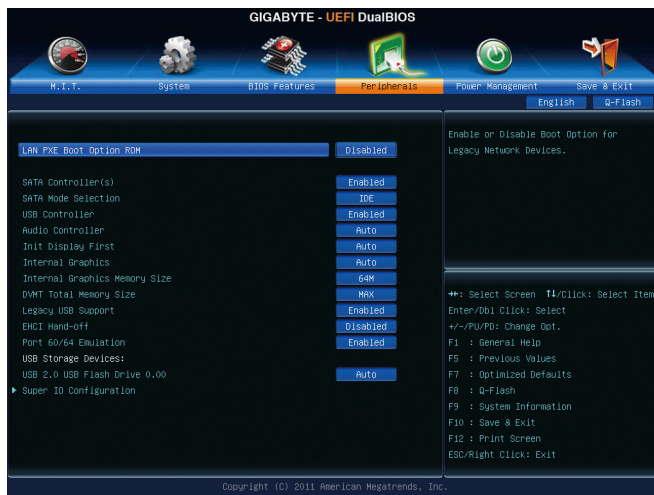 GIGABYTE - UEFI DualBIOS
M.I.T. System BIOS Features Peripherals Power Management Save & Exit
English Q-Flash
LAN PXE Boot Option ROM Disabled
SATA Controller(s) Enabled
SATA Mode Selection IDE
USB Controller Enabled
Audio Controller Auto
Init Display First Auto
Internal Graphics Auto
Internal Graphics Memory Size 64M
DVMT Total Memory Size MAX
Legacy USB Support Enabled
EHCI Hand-off Disabled
Port 60/64 Emulation Enabled
USB Storage Devices:
USB 2.0 USB Flash Drive 0.00 Auto
Super IO Configuration
Enable or Disable Boot Option for
Legacy Network Devices.
→←: Select Screen ↑↓/Click: Select Item
Enter/Dbl Click: Select
+/-/PU/PD: Change Opt.
F1 : General Help
F5 : Previous Values
F7 : Optimized Defaults
F8 : Q-Flash
F9 : System Information
F10 : Save & Exit
F12 : Print Screen
ESC/Right Click: Exit
Copyright (C) 2011 American Megatrends, Inc.